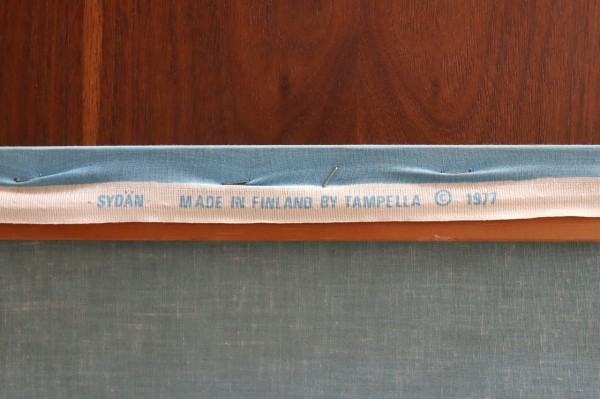 SYDÄN MADE IN FINLAND BY TAMPELLA © 1977